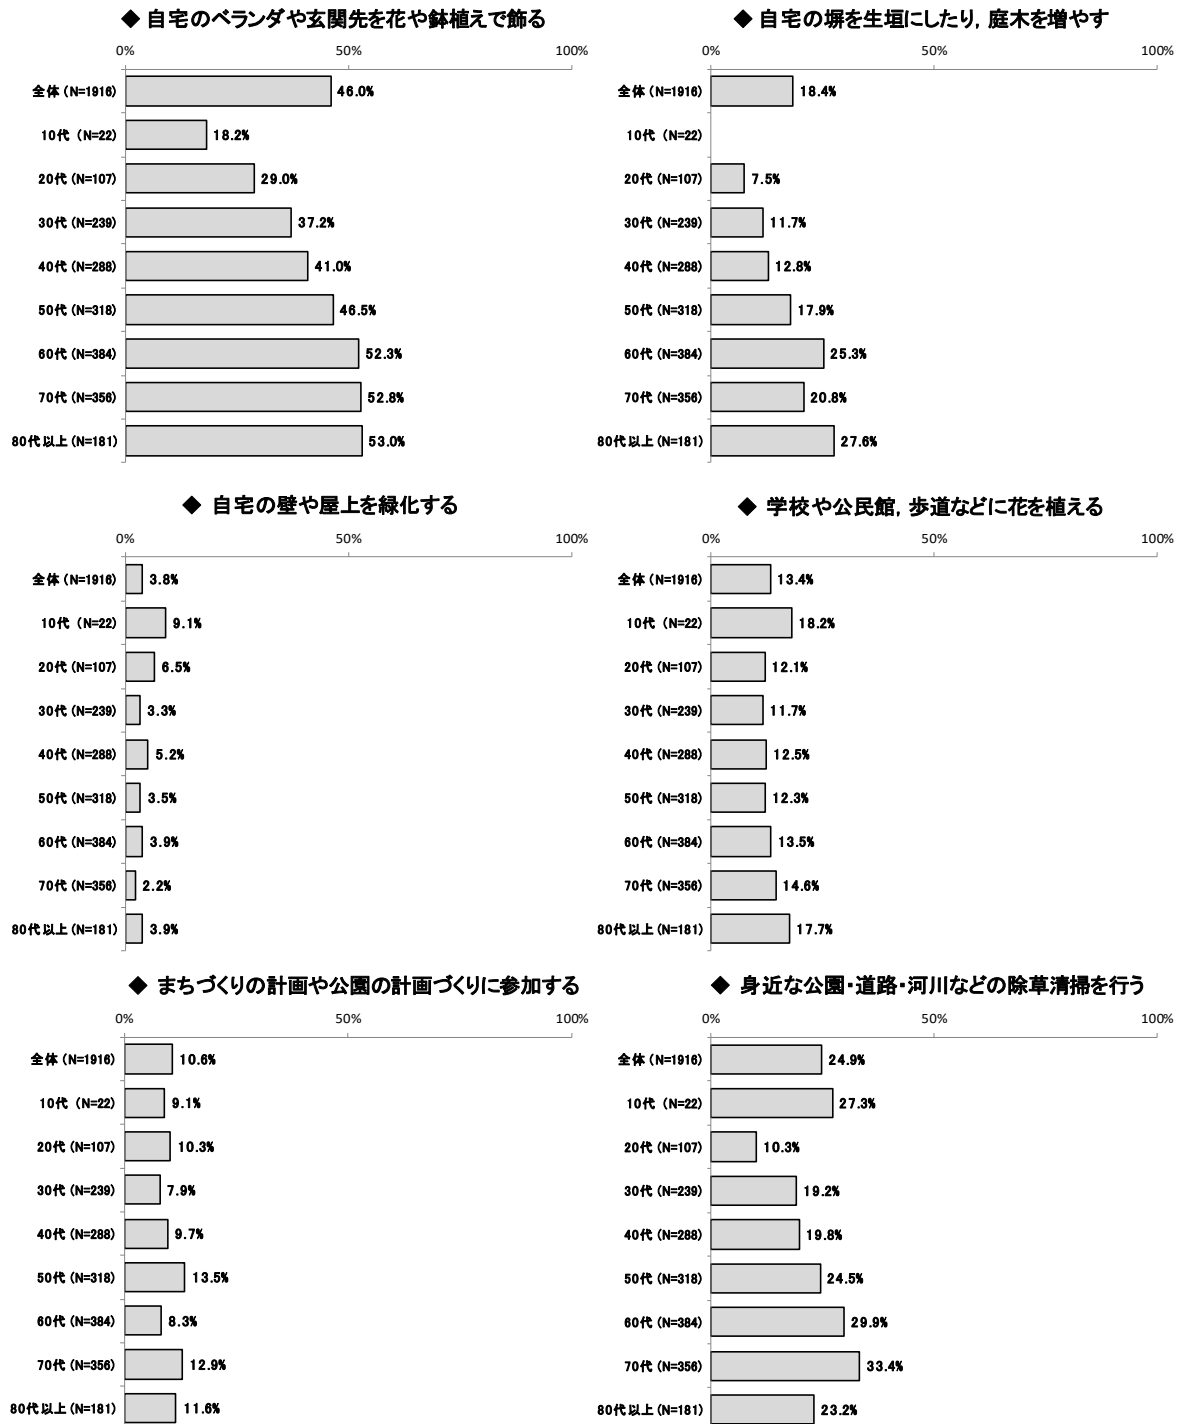 ◆ 自宅のベランダや玄関先を花や鉢植えで飾る
0% 50% 100%
全体 (N=1916) 46.0%
10代 (N=22) 18.2%
20代 (N=107) 29.0%
30代 (N=239) 37.2%
40代 (N=288) 41.0%
50代 (N=318) 46.5%
60代 (N=384) 52.3%
70代 (N=356) 52.8%
80代以上 (N=181) 53.0%
◆ 自宅の塀を生垣にしたり，庭木を増やす
0% 50% 100%
全体 (N=1916) 18.4%
10代 (N=22)
20代 (N=107) 7.5%
30代 (N=239) 11.7%
40代 (N=288) 12.8%
50代 (N=318) 17.9%
60代 (N=384) 25.3%
70代 (N=356) 20.8%
80代以上 (N=181) 27.6%
◆ 自宅の壁や屋上を緑化する
0% 50% 100%
全体 (N=1916) 3.8%
10代 (N=22) 9.1%
20代 (N=107) 6.5%
30代 (N=239) 3.3%
40代 (N=288) 5.2%
50代 (N=318) 3.5%
60代 (N=384) 3.9%
70代 (N=356) 2.2%
80代以上 (N=181) 3.9%
◆ 学校や公民館，歩道などに花を植える
0% 50% 100%
全体 (N=1916) 13.4%
10代 (N=22) 18.2%
20代 (N=107) 12.1%
30代 (N=239) 11.7%
40代 (N=288) 12.5%
50代 (N=318) 12.3%
60代 (N=384) 13.5%
70代 (N=356) 14.6%
80代以上 (N=181) 17.7%
◆ まちづくりの計画や公園の計画づくりに参加する
0% 50% 100%
全体 (N=1916) 10.6%
10代 (N=22) 9.1%
20代 (N=107) 10.3%
30代 (N=239) 7.9%
40代 (N=288) 9.7%
50代 (N=318) 13.5%
60代 (N=384) 8.3%
70代 (N=356) 12.9%
80代以上 (N=181) 11.6%
◆ 身近な公園・道路・河川などの除草清掃を行う
0% 50% 100%
全体 (N=1916) 24.9%
10代 (N=22) 27.3%
20代 (N=107) 10.3%
30代 (N=239) 19.2%
40代 (N=288) 19.8%
50代 (N=318) 24.5%
60代 (N=384) 29.9%
70代 (N=356) 33.4%
80代以上 (N=181) 23.2%